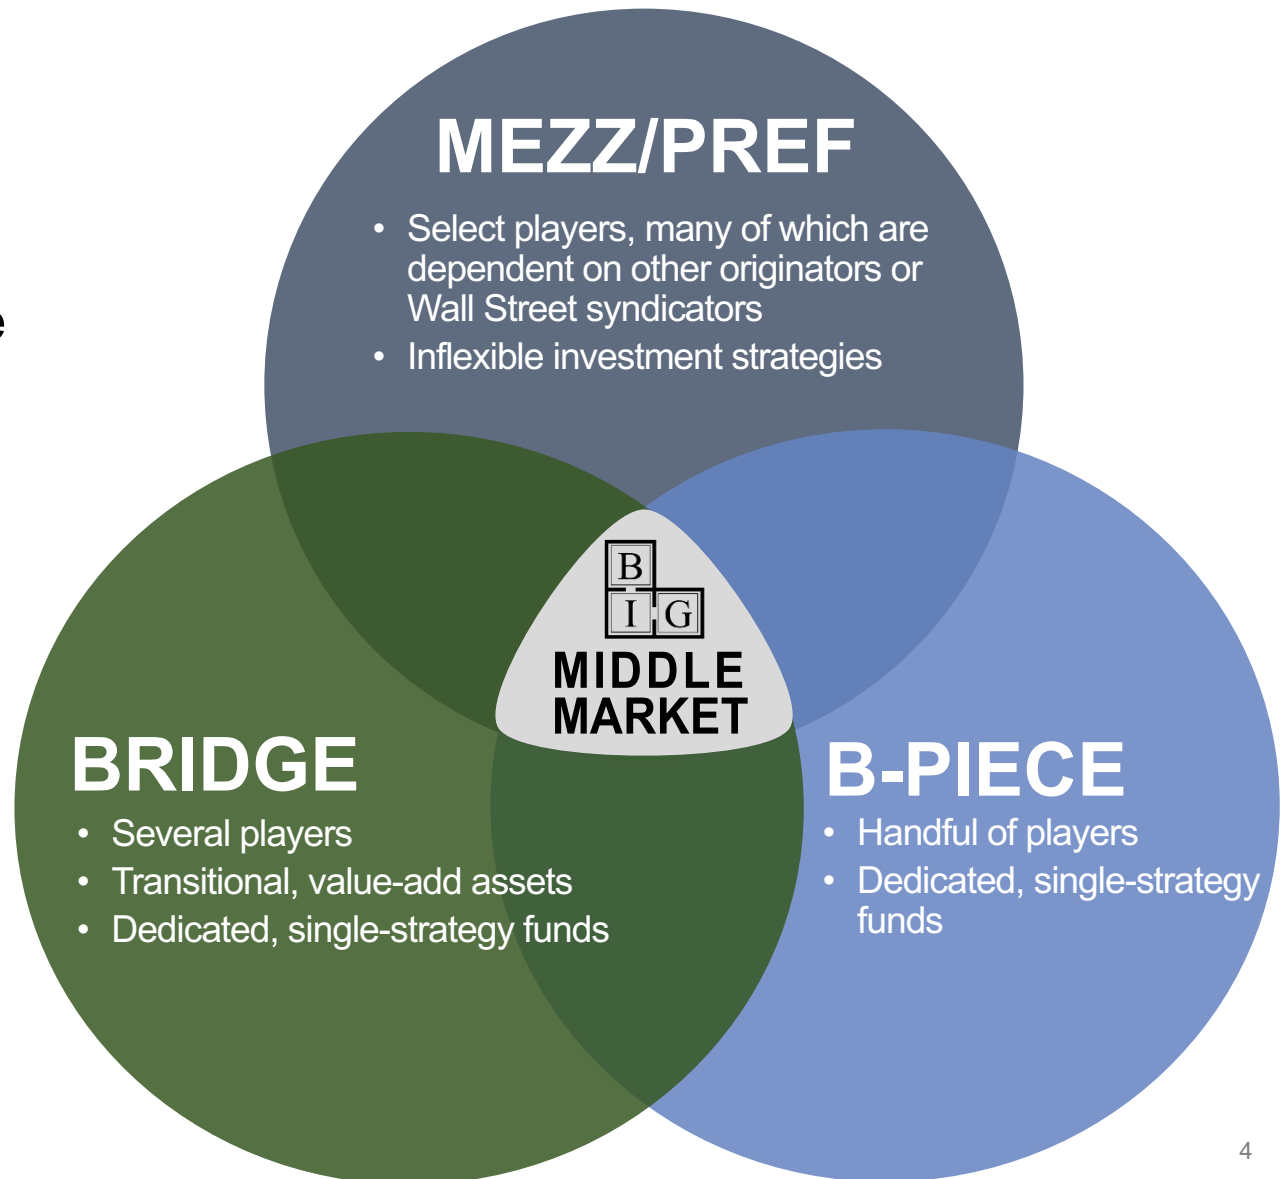 MEZZ/PREF
• Select players, many of which are
dependent on other originators or
Wall Street syndicators
• Inflexible investment strategies
e
B
I G
MIDDLE
MARKET
BRIDGE
• Several players
• Transitional, value-add assets
• Dedicated, single-strategy funds
B-PIECE
• Handful of players
• Dedicated, single-strategy
funds
4